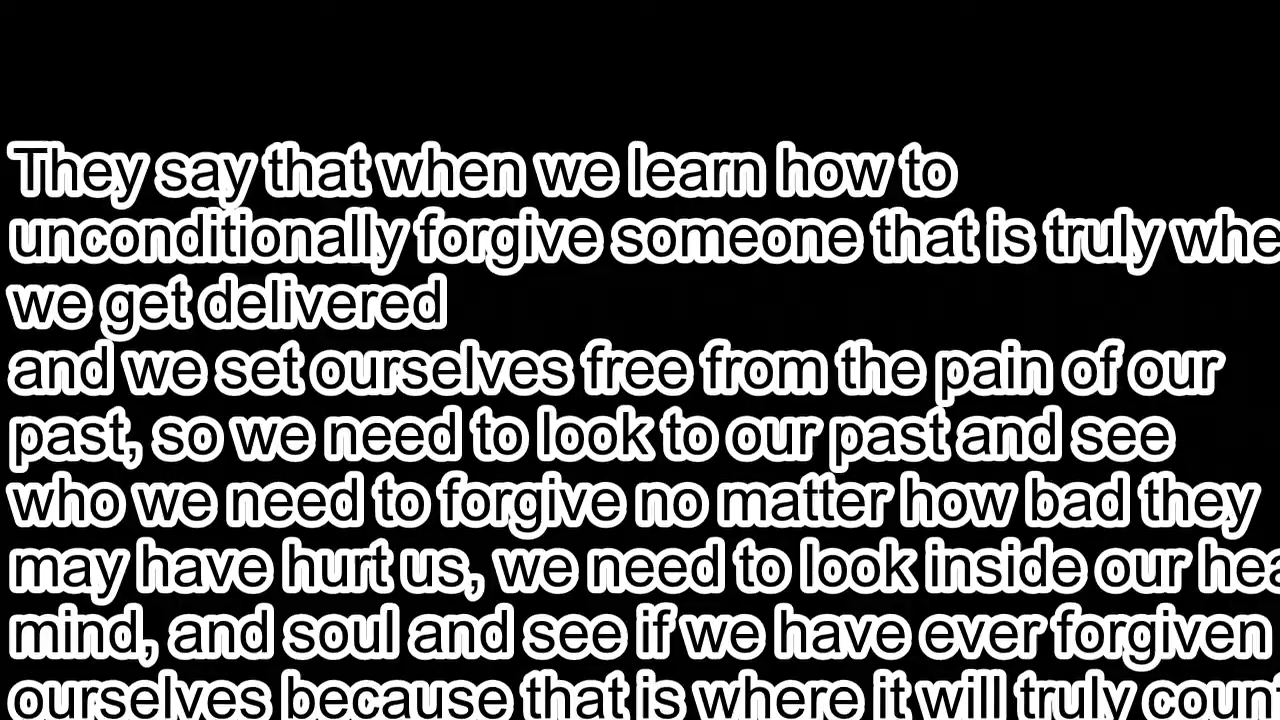 They say that when we learn how to
unconditionally forgive someone that is truly whe
we get delivered
and we set ourselves free from the pain of our
past, so we need to look to our past and see
who we need to forgive no matter how bad they
may have hurt us, we need to look inside our hea
mind, and soul and see if we have ever forgiven
ourselves because that is where it will truly coun